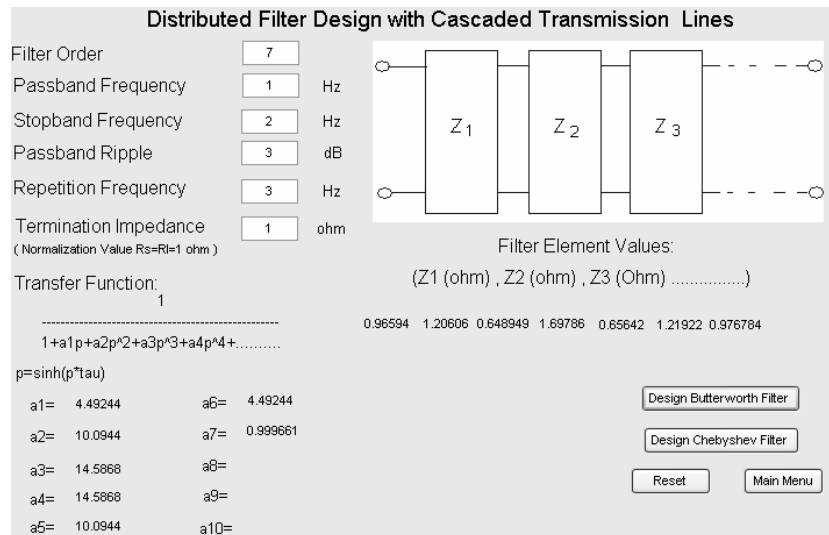 Distributed Filter Design with Cascaded Transmission Lines
Filter Order 7
Passband Frequency 1 Hz
Stopband Frequency 2 Hz
Passband Ripple 3 dB
Repetition Frequency 3 Hz
Termination Impedance 1 ohm
( Normalization Value Rs=Rl=1 ohm )
Z 1 Z 2 Z 3
Filter Element Values:
(Z1 (ohm) , Z2 (ohm) , Z3 (Ohm) .................)
0.96594 1.20606 0.648949 1.69786 0.65642 1.21922 0.976784
Transfer Function:
1
------------------------------------------------------
1+a1p+a2p^2+a3p^3+a4p^4+..........
p=sinh(p*tau)
a1= 4.49244 a6= 4.49244
a2= 10.0944 a7= 0.999661
a3= 14.5868 a8=
a4= 14.5868 a9=
a5= 10.0944 a10=
Design Butterworth Filter
Design Chebyshev Filter
Reset Main Menu